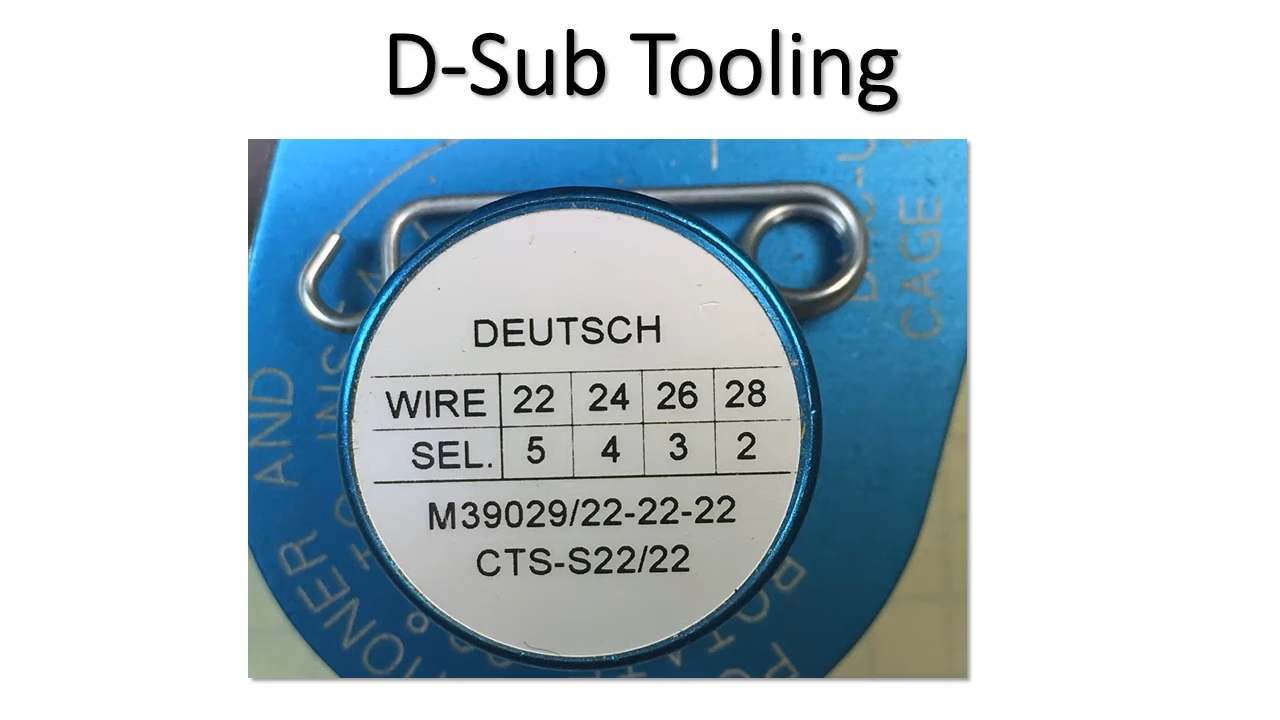 D-Sub Tooling
DEUTSCH
WIRE 22 24 26 28
SEL. 5 4 3 2
M39029/22-22-22
CTS-S22/22
CAGE
AND